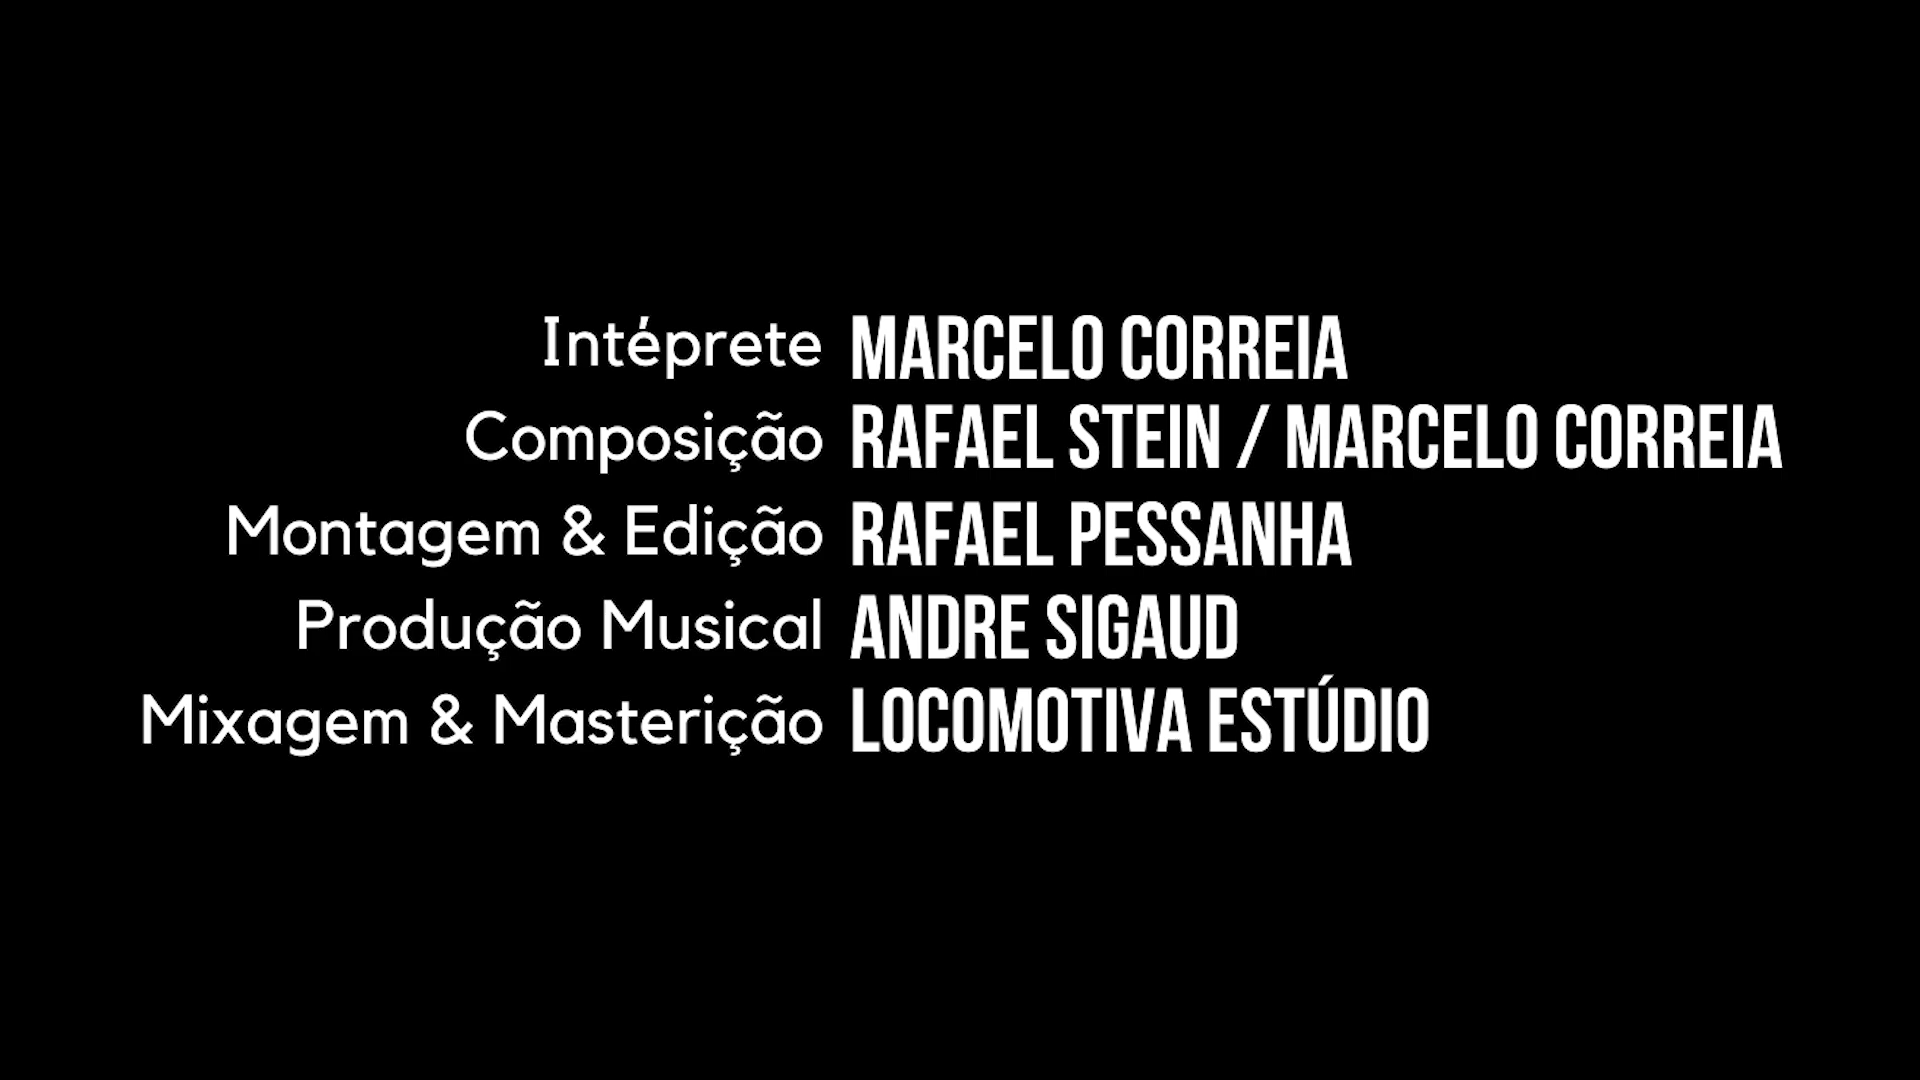 Intéprete MARCELO CORREIA
Composição RAFAEL STEIN / MARCELO CORREIA
Montagem & Edição RAFAEL PESSANHA
Produção Musical ANDRE SIGAUD
Mixagem & Masterição LOCOMOTIVA ESTÚDIO